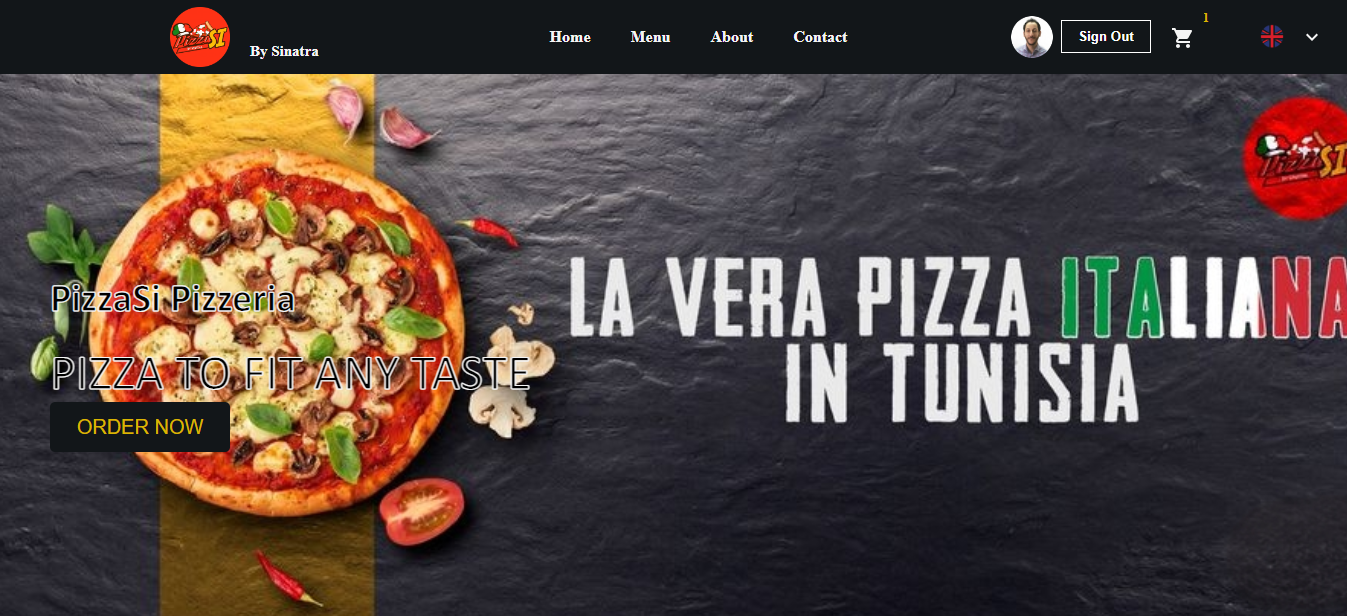 PizzaSI
By Sinatra
Home
Menu
About
Contact
Sign Out
1
PizzaSI
LA VERA PIZZA ITALIANA
IN TUNISIA
PizzaSi Pizzeria
PIZZA TO FIT ANY TASTE
ORDER NOW